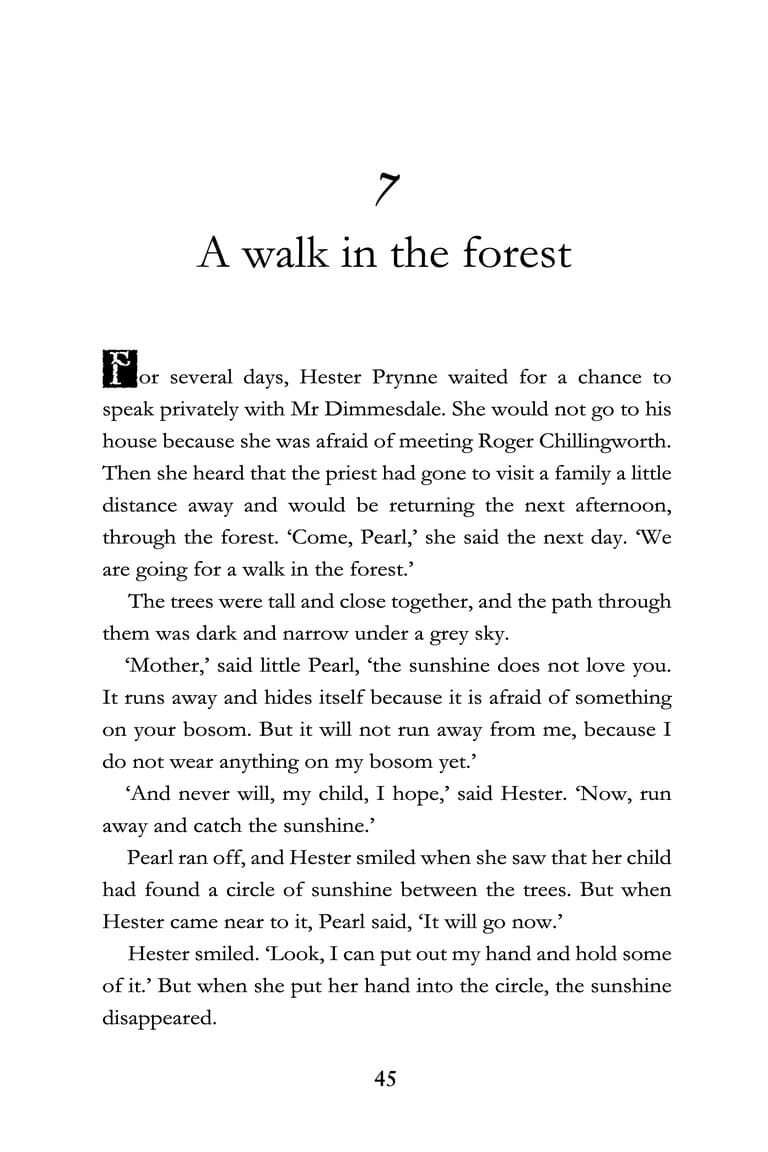 7
A walk in the forest
For several days, Hester Prynne waited for a chance to
speak privately with Mr Dimmesdale. She would not go to his
house because she was afraid of meeting Roger Chillingworth.
Then she heard that the priest had gone to visit a family a little
distance away and would be returning the next afternoon,
through the forest. ‘Come, Pearl,’ she said the next day. ‘We
are going for a walk in the forest.’
The trees were tall and close together, and the path through
them was dark and narrow under a grey sky.
‘Mother,’ said little Pearl, ‘the sunshine does not love you.
It runs away and hides itself because it is afraid of something
on your bosom. But it will not run away from me, because I
do not wear anything on my bosom yet.’
‘And never will, my child, I hope,’ said Hester. ‘Now, run
away and catch the sunshine.’
Pearl ran off, and Hester smiled when she saw that her child
had found a circle of sunshine between the trees. But when
Hester came near to it, Pearl said, ‘It will go now.’
Hester smiled. ‘Look, I can put out my hand and hold some
of it.’ But when she put her hand into the circle, the sunshine
disappeared.
45